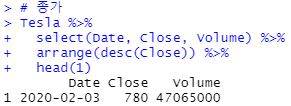 > # 종가
> Tesla %>%
+   select(Date, Close, Volume) %>%
+   arrange(desc(Close)) %>%
+   head(1)
        Date Close   Volume
1 2020-02-03   780 47065000